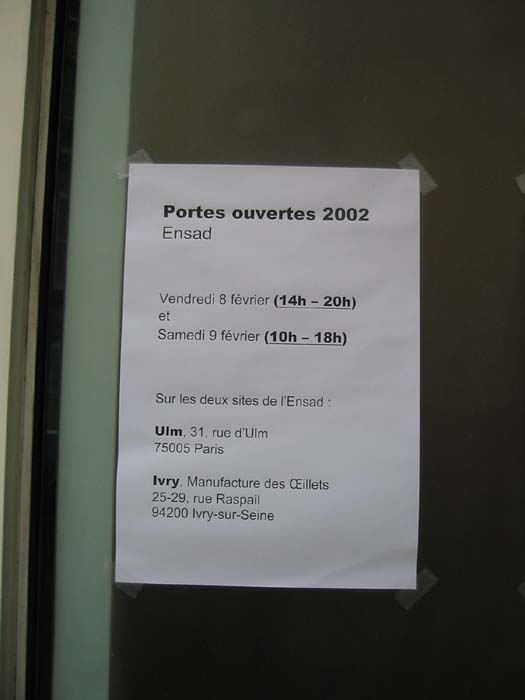 Portes ouvertes 2002
Ensad
Vendredi 8 février (14h – 20h)
et
Samedi 9 février (10h – 18h)
Sur les deux sites de l'Ensad :
Ulm, 31, rue d'Ulm
75005 Paris
Ivry, Manufacture des Œillets
25-29, rue Raspail
94200 Ivry-sur-Seine